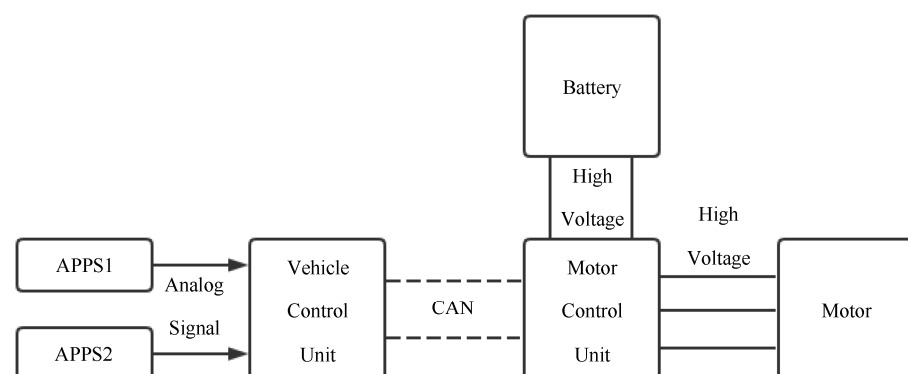 Battery
High
Voltage
High
Voltage
APPS1
Analog
Signal
APPS2
Vehicle
Control
Unit
CAN
Motor
Control
Unit
Motor